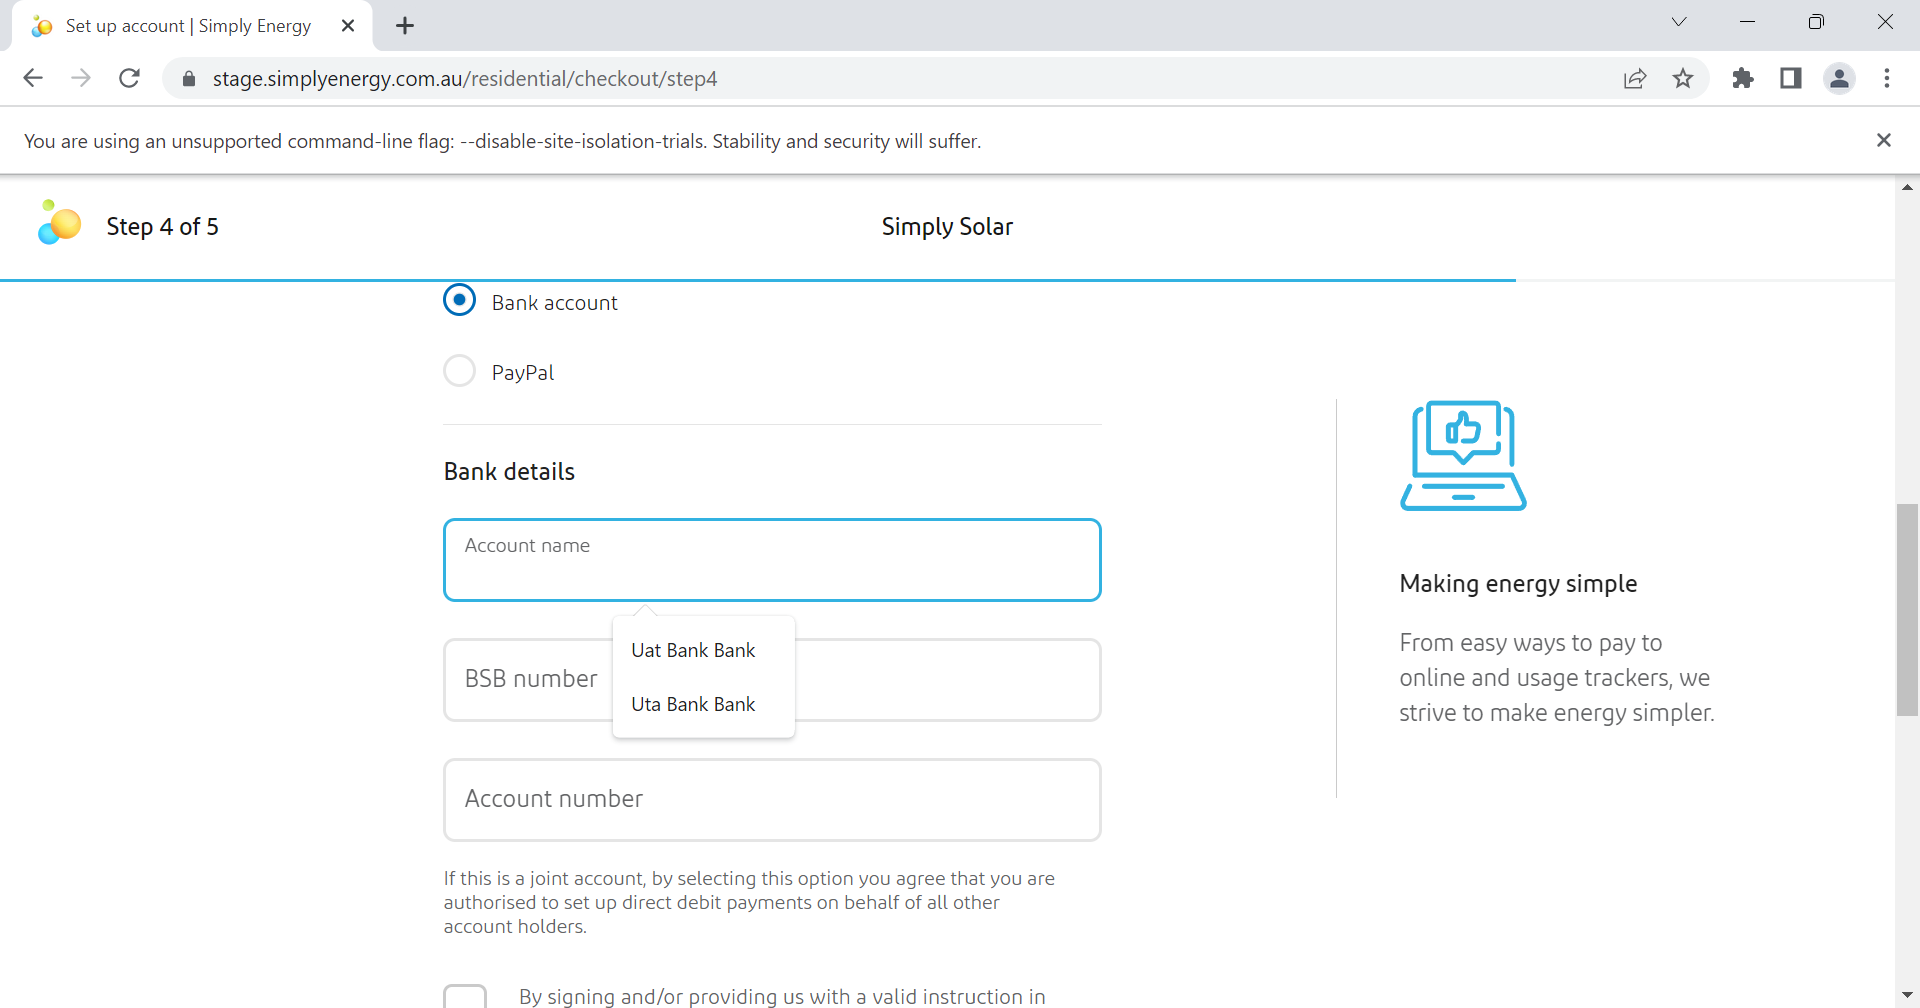 Set up account | Simply Energy
stage.simplyenergy.com.au/residential/checkout/step4
You are using an unsupported command-line flag: --disable-site-isolation-trials. Stability and security will suffer.
Step 4 of 5
Simply Solar
Bank account
PayPal
Bank details
Account name
Uat Bank Bank
BSB number
Uta Bank Bank
Account number
If this is a joint account, by selecting this option you agree that you are
authorised to set up direct debit payments on behalf of all other
account holders.
By signing and/or providing us with a valid instruction in
Making energy simple
From easy ways to pay to
online and usage trackers, we
strive to make energy simpler.